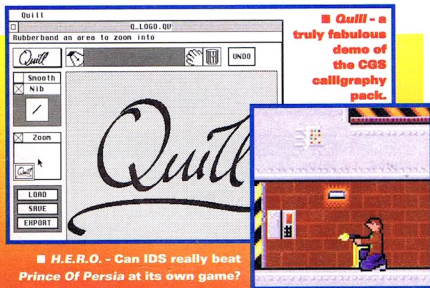 Quill
Q_LOGO.QU
Rubberband an area to zoom into
Quill
UNDO
Smooth
Nib
Zoom
Quill
LOAD
SAVE
EXPORT
Quill
■ Quill - a
truly fabulous
demo of
the CGS
calligraphy
pack.
■ H.E.R.O. - Can IDS really beat
Prince Of Persia at its own game?